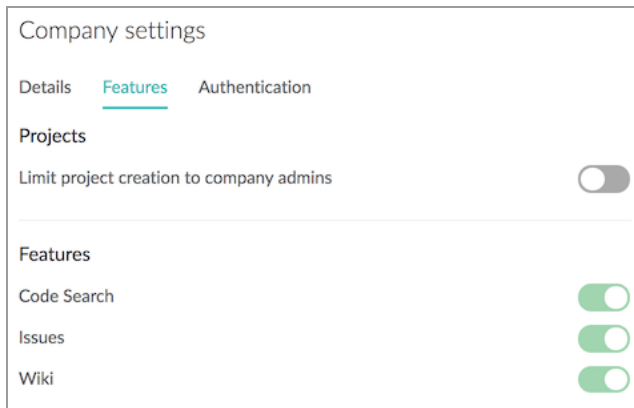 Company settings
Details Features Authentication
Projects
Limit project creation to company admins
Features
Code Search
Issues
Wiki